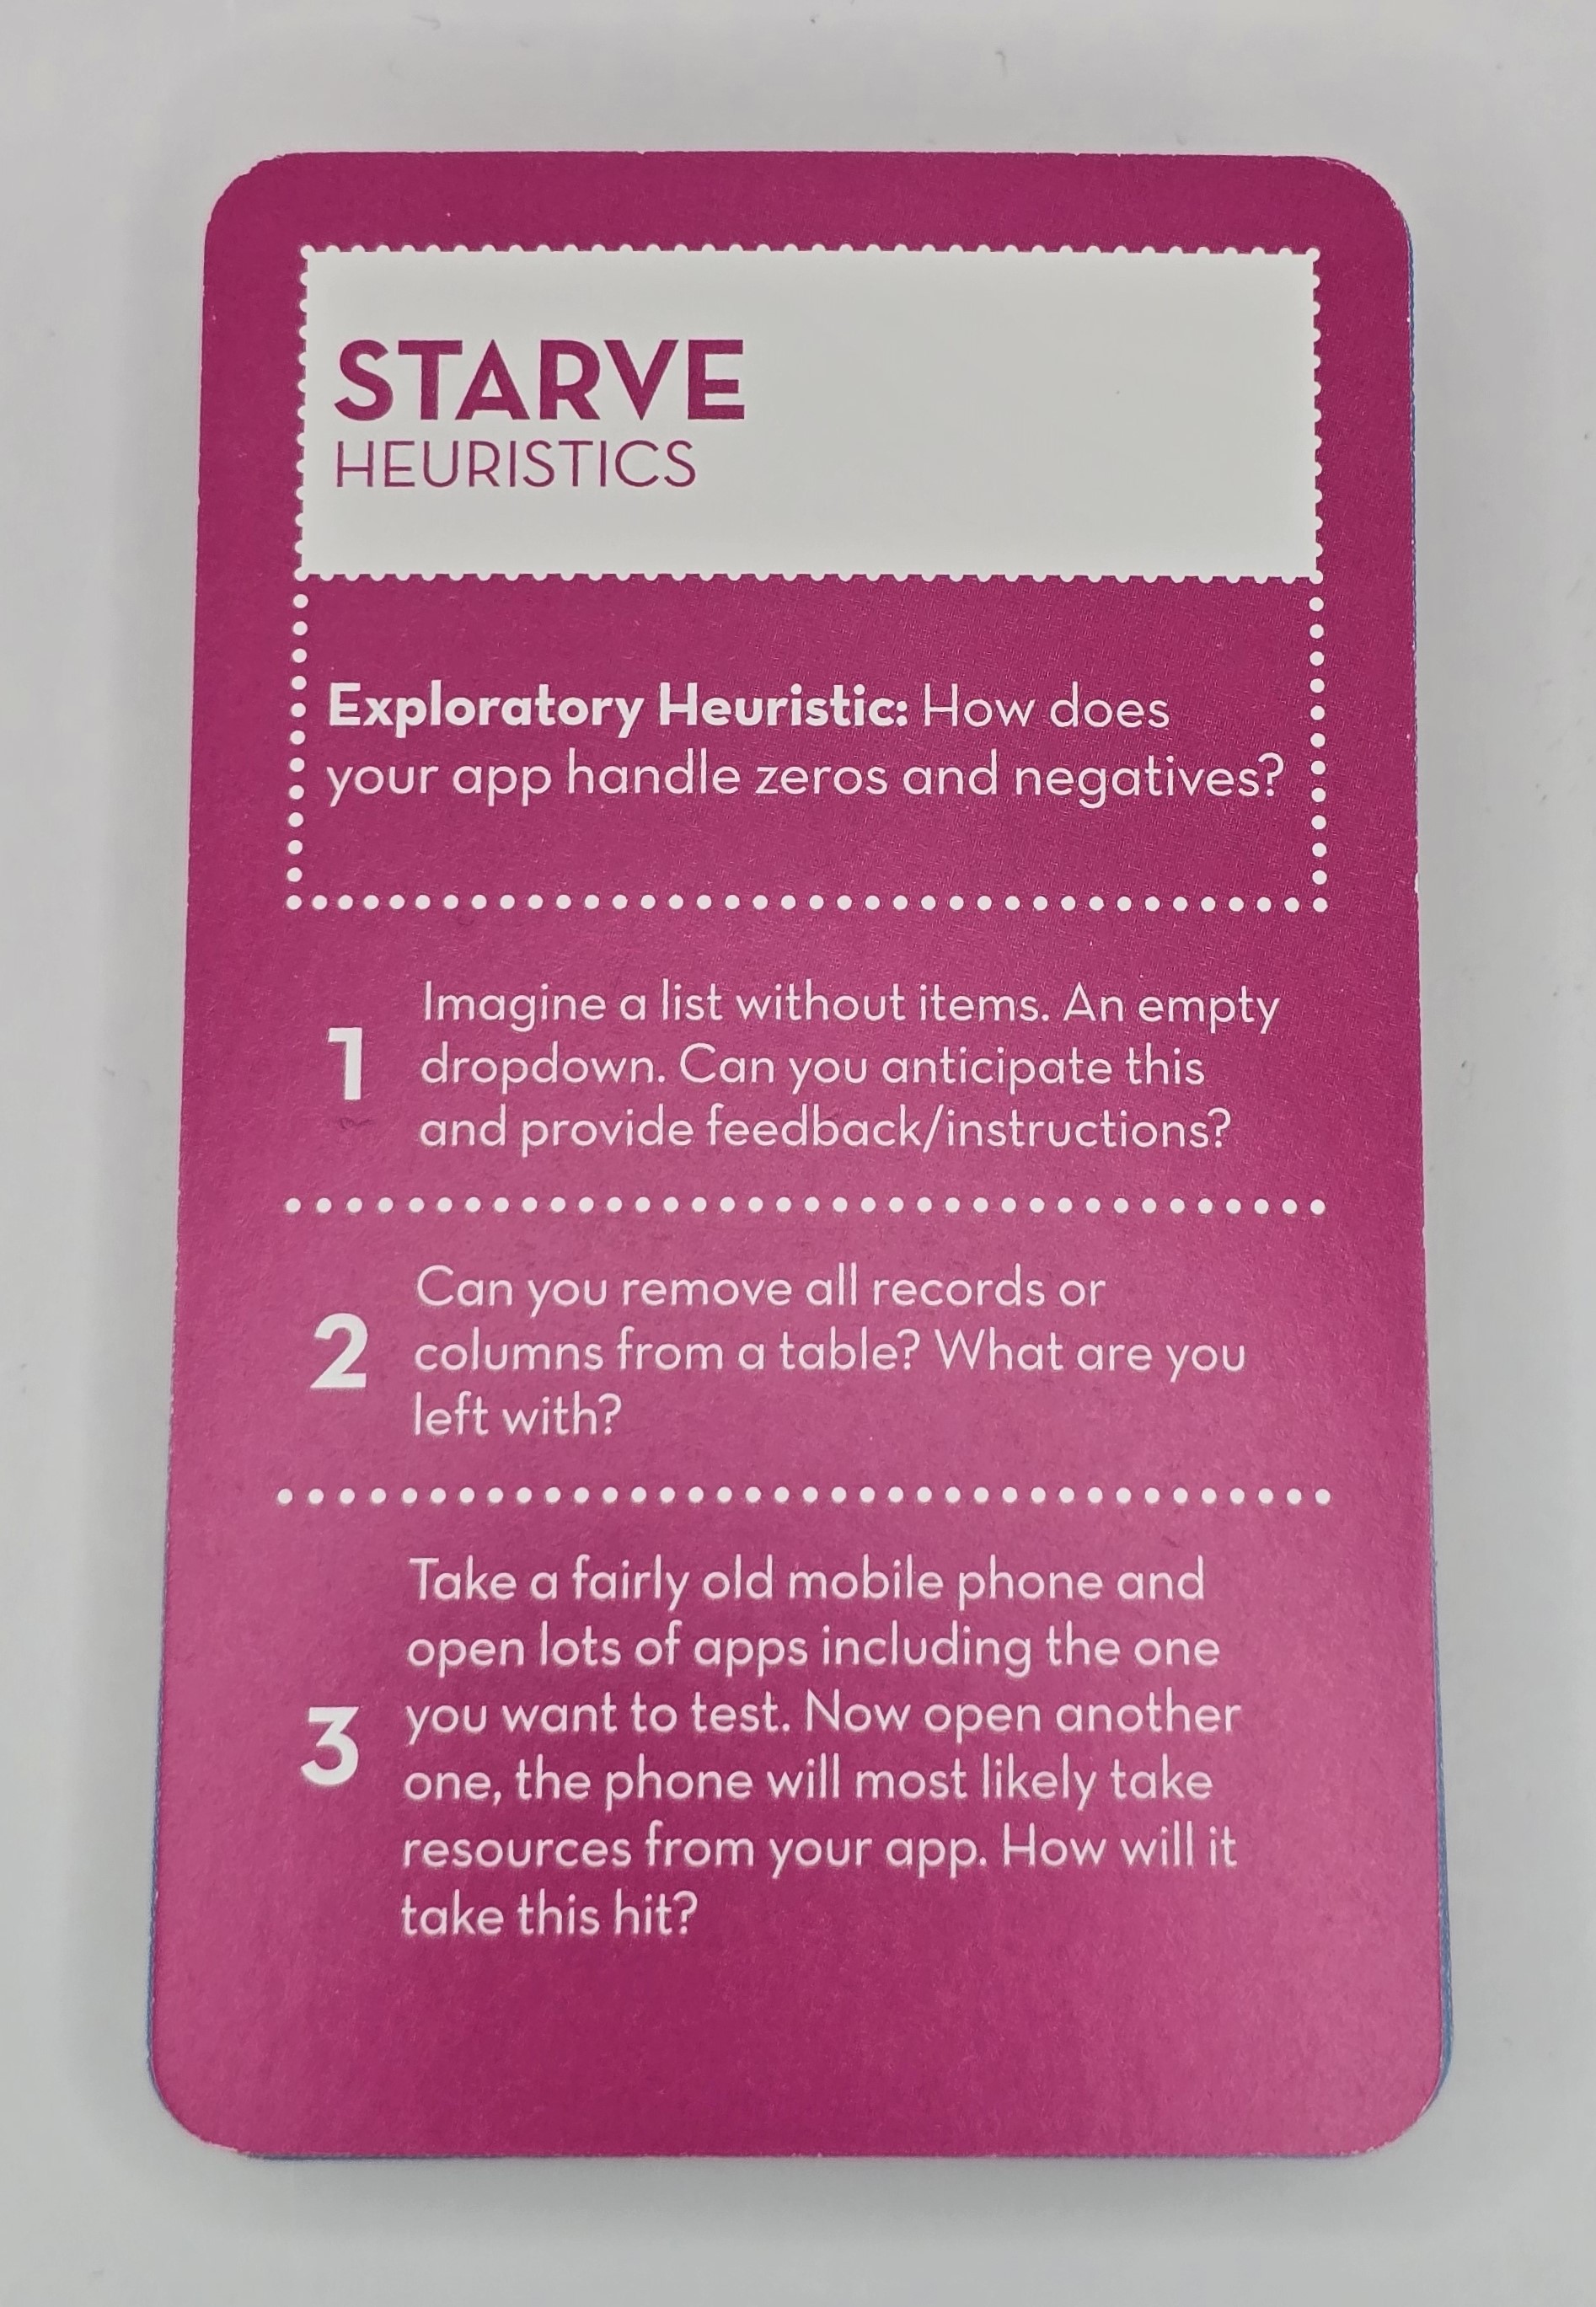 STARVE
HEURISTICS
Exploratory Heuristic: How does
your app handle zeros and negatives?
1
Imagine a list without items. An empty
dropdown. Can you anticipate this
and provide feedback/instructions?
2
Can you remove all records or
columns from a table? What are you
left with?
3
Take a fairly old mobile phone and
open lots of apps including the one
you want to test. Now open another
one, the phone will most likely take
resources from your app. How will it
take this hit?